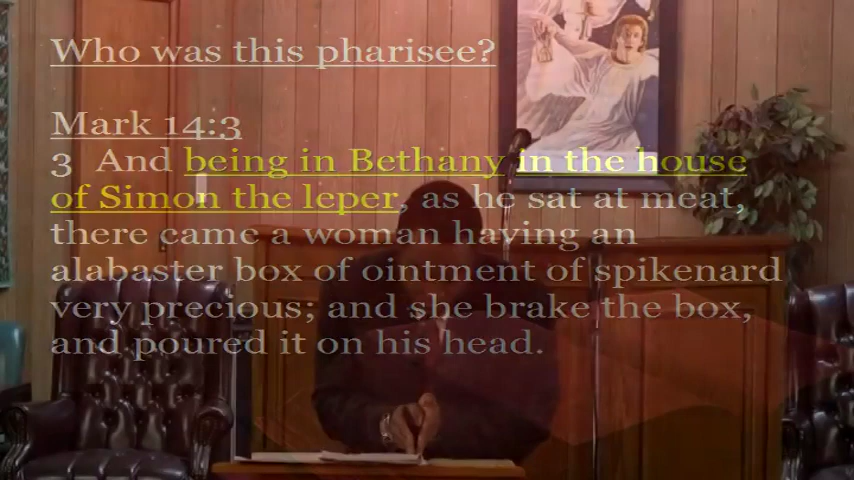 Who was this pharisee?
Mark 14:3
3 And being in Bethany in the house
of Simon the leper, as he sat at meat,
there came a woman having an
alabaster box of ointment of spikenard
very precious; and she brake the box,
and poured it on his head.